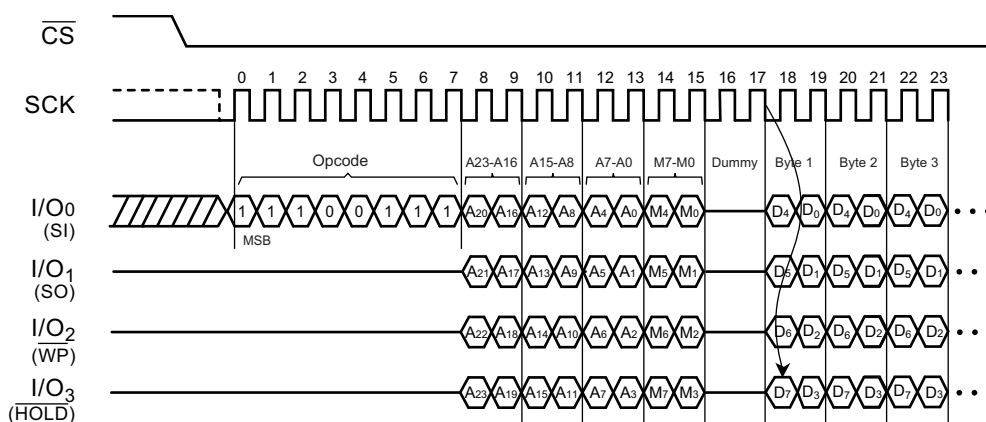 CS
0 1 2 3 4 5 6 7 8 9 10 11 12 13 14 15 16 17 18 19 20 21 22 23
SCK
Opcode A23-A16 A15-A8 A7-A0 M7-M0 Dummy Byte 1 Byte 2 Byte 3
I/O0 1 1 1 0 0 1 1 1 A20 A16 A12 A8 A4 A0 M4 M0 D4 D0 D4 D0 D4 D0
(SI)
MSB
I/O1 A21 A17 A13 A9 A5 A1 M5 M1 D5 D1 D5 D1 D5 D1
(SO)
I/O2 A22 A18 A14 A10 A6 A2 M6 M2 D6 D2 D6 D2 D6 D2
(WP)
I/O3 A23 A19 A15 A11 A7 A3 M7 M3 D7 D3 D7 D3 D7 D3
(HOLD)